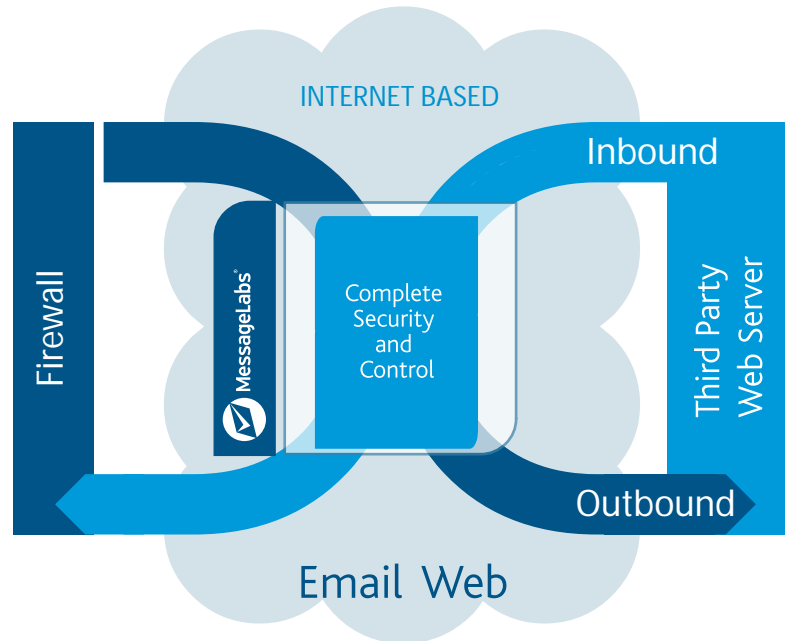 INTERNET BASED
Inbound
Firewall
MessageLabs®
Complete
Security
and
Control
Third Party
Web Server
Outbound
Email Web